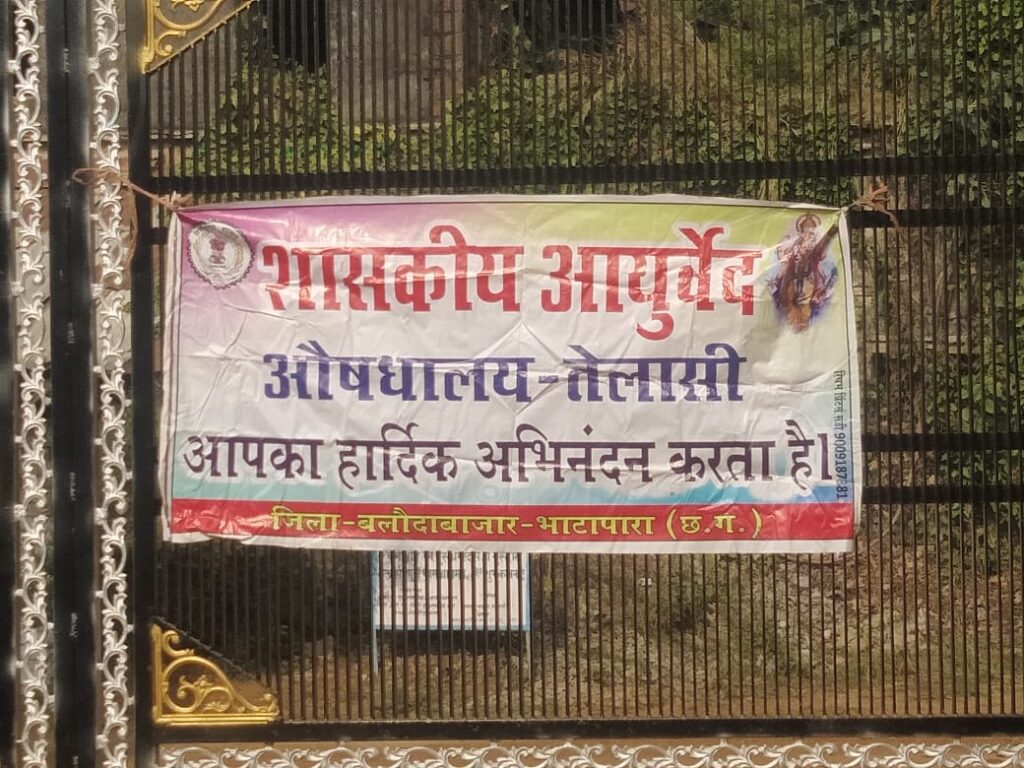 शासकीय आयुर्वेद
औषधालय-तेलासी
आपका हार्दिक अभिनंदन करता है।
जिला-बलौदाबाजार-भाटापारा (छ.ग.)